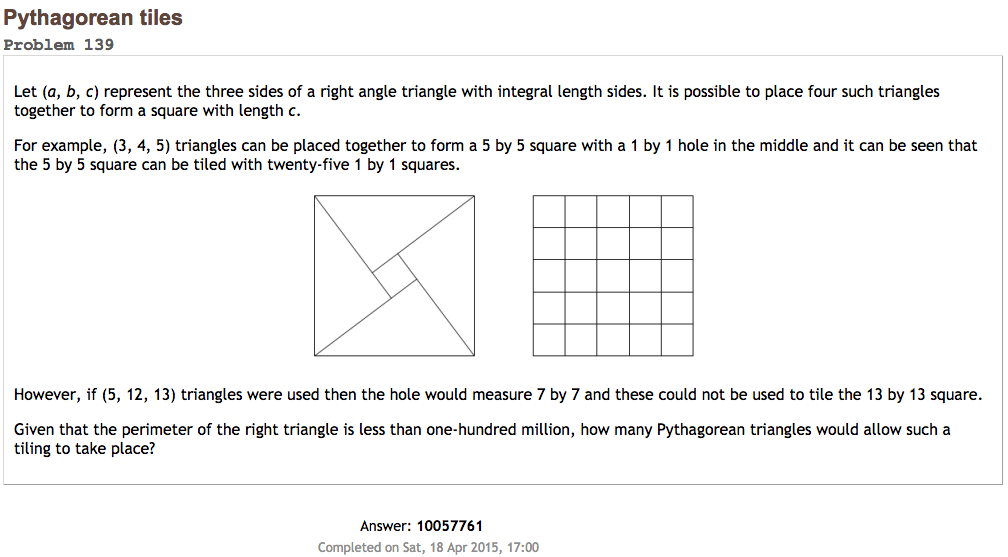 Pythagorean tiles
Problem 139
Let (a, b, c) represent the three sides of a right angle triangle with integral length sides. It is possible to place four such triangles
together to form a square with length c.
For example, (3, 4, 5) triangles can be placed together to form a 5 by 5 square with a 1 by 1 hole in the middle and it can be seen that
the 5 by 5 square can be tiled with twenty-five 1 by 1 squares.
However, if (5, 12, 13) triangles were used then the hole would measure 7 by 7 and these could not be used to tile the 13 by 13 square.
Given that the perimeter of the right triangle is less than one-hundred million, how many Pythagorean triangles would allow such a
tiling to take place?
Answer: 10057761
Completed on Sat, 18 Apr 2015, 17:00